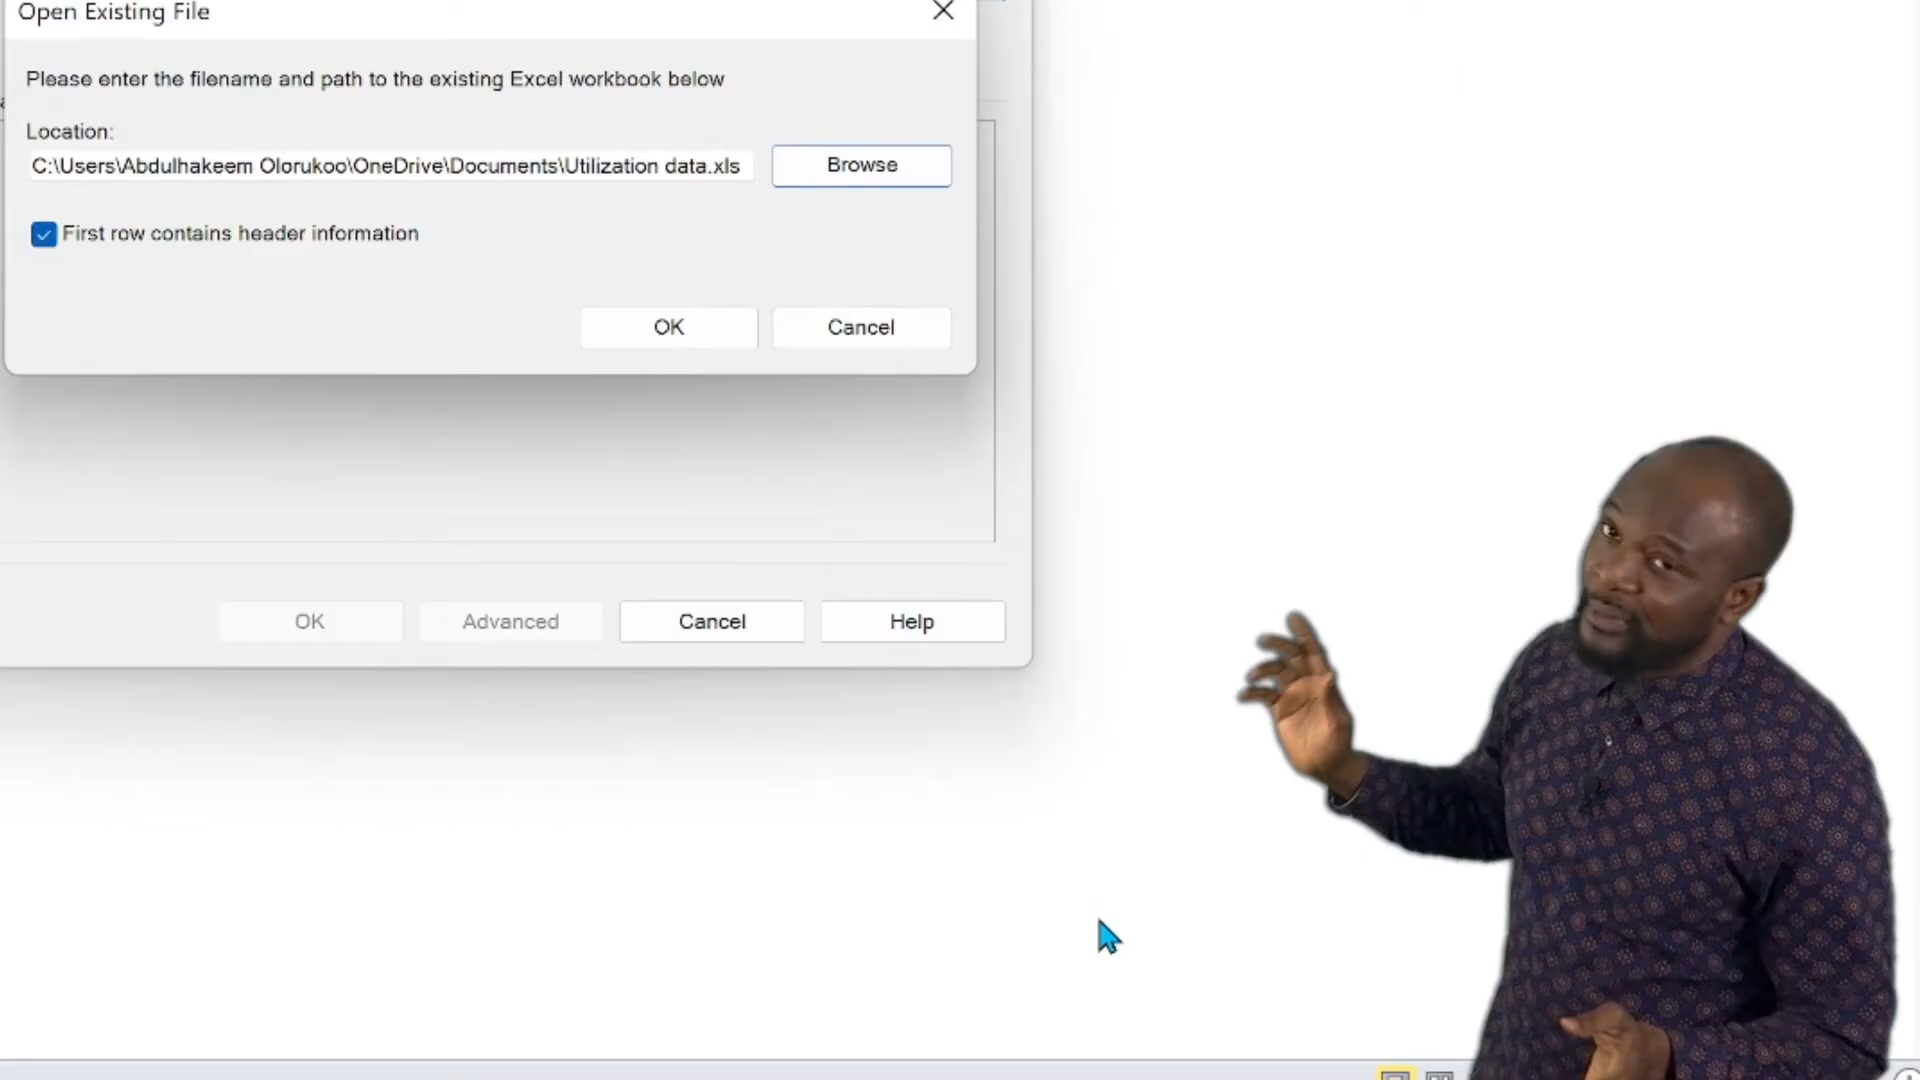 Open Existing File
Please enter the filename and path to the existing Excel workbook below
Location:
C:\Users\Abdulhakeem Olorukoo\OneDrive\Documents\Utilization data.xls
Browse
First row contains header information
OK
Cancel
OK
Advanced
Cancel
Help